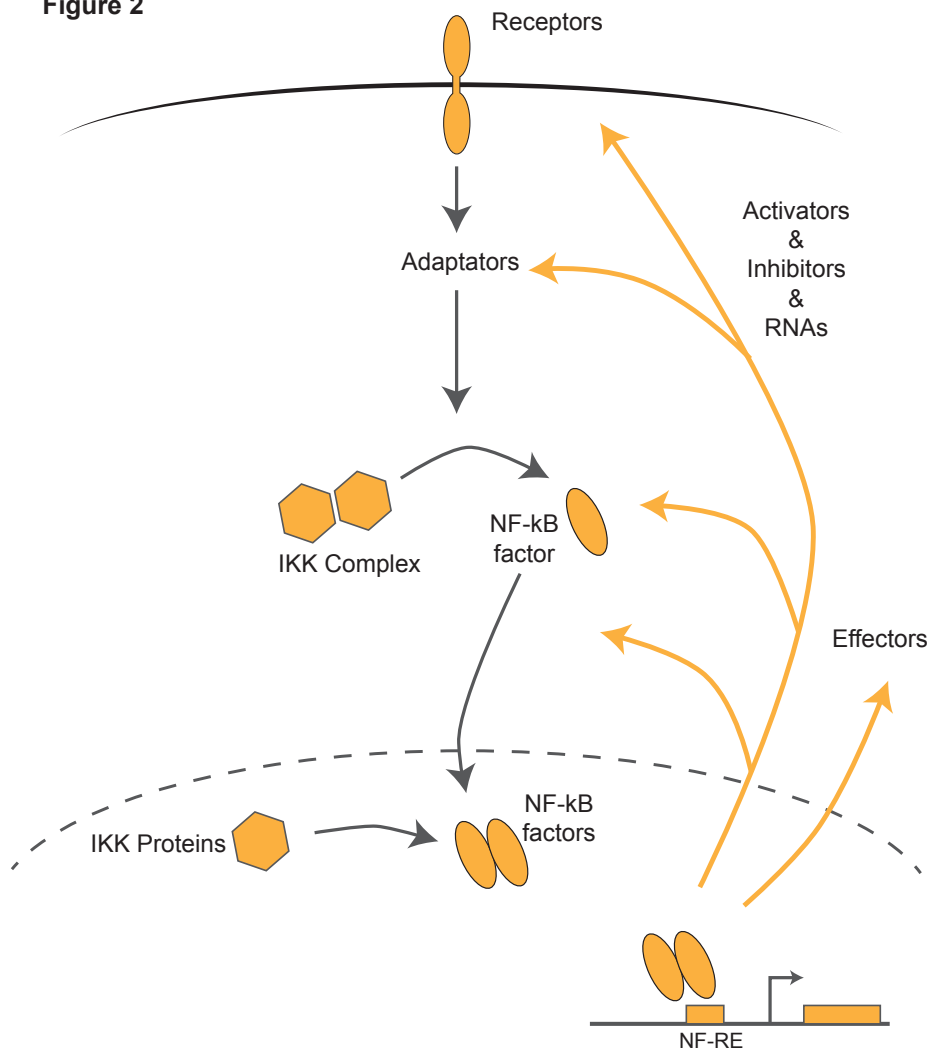 Figure 2
Receptors
Activators
&
Inhibitors
&
RNAs
Adaptators
NF-kB
factor
IKK Complex
Effectors
NF-kB
factors
IKK Proteins
NF-RE